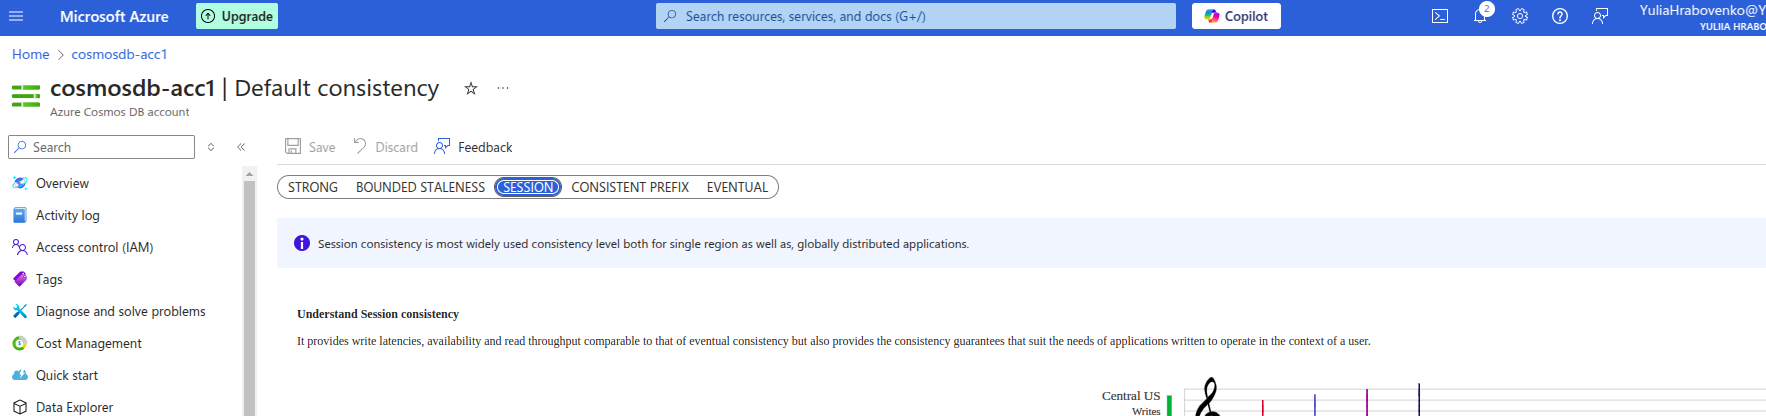 Microsoft Azure
Upgrade
Search resources, services, and docs (G+/)
Copilot
2
YuliaHrabovenko@Y
YULIIA HRABO
Home > cosmosdb-acc1
cosmosdb-acc1 | Default consistency
Azure Cosmos DB account
Search
Save
Discard
Feedback
STRONG
BOUNDED STALENESS
SESSION
CONSISTENT PREFIX
EVENTUAL
Overview
Activity log
Access control (IAM)
Tags
Diagnose and solve problems
Cost Management
Quick start
Data Explorer
Session consistency is most widely used consistency level both for single region as well as, globally distributed applications.
Understand Session consistency
It provides write latencies, availability and read throughput comparable to that of eventual consistency but also provides the consistency guarantees that suit the needs of applications written to operate in the context of a user.
Central US
Writes